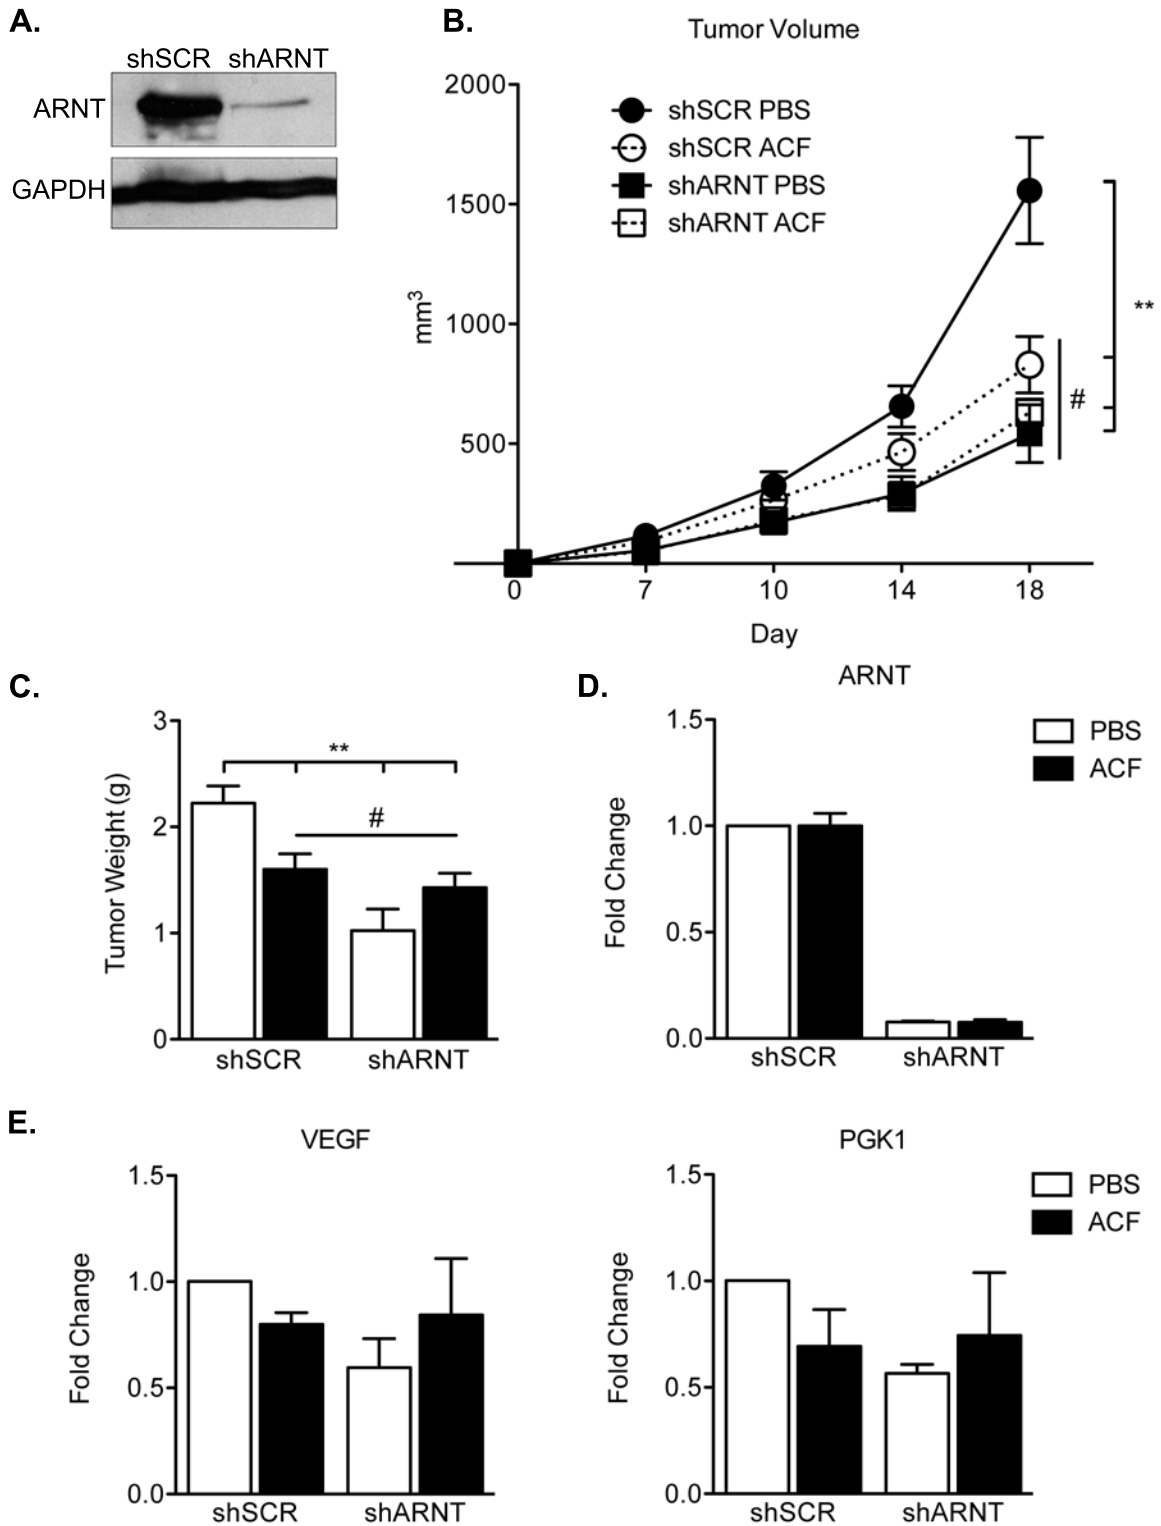 A.
shSCR shARNT
ARNT
GAPDH
B.
Tumor Volume
2000
1500
1000
500
mm3
shSCR PBS
shSCR ACF
shARNT PBS
shARNT ACF
**
#
0 7 10 14 18
Day
C.
3
2
1
0
Tumor Weight (g)
**
#
shSCR shARNT
D.
ARNT
1.5
1.0
0.5
0.0
Fold Change
PBS
ACF
shSCR shARNT
E.
VEGF
1.5
1.0
0.5
0.0
Fold Change
shSCR shARNT
PGK1
1.5
1.0
0.5
0.0
Fold Change
PBS
ACF
shSCR shARNT